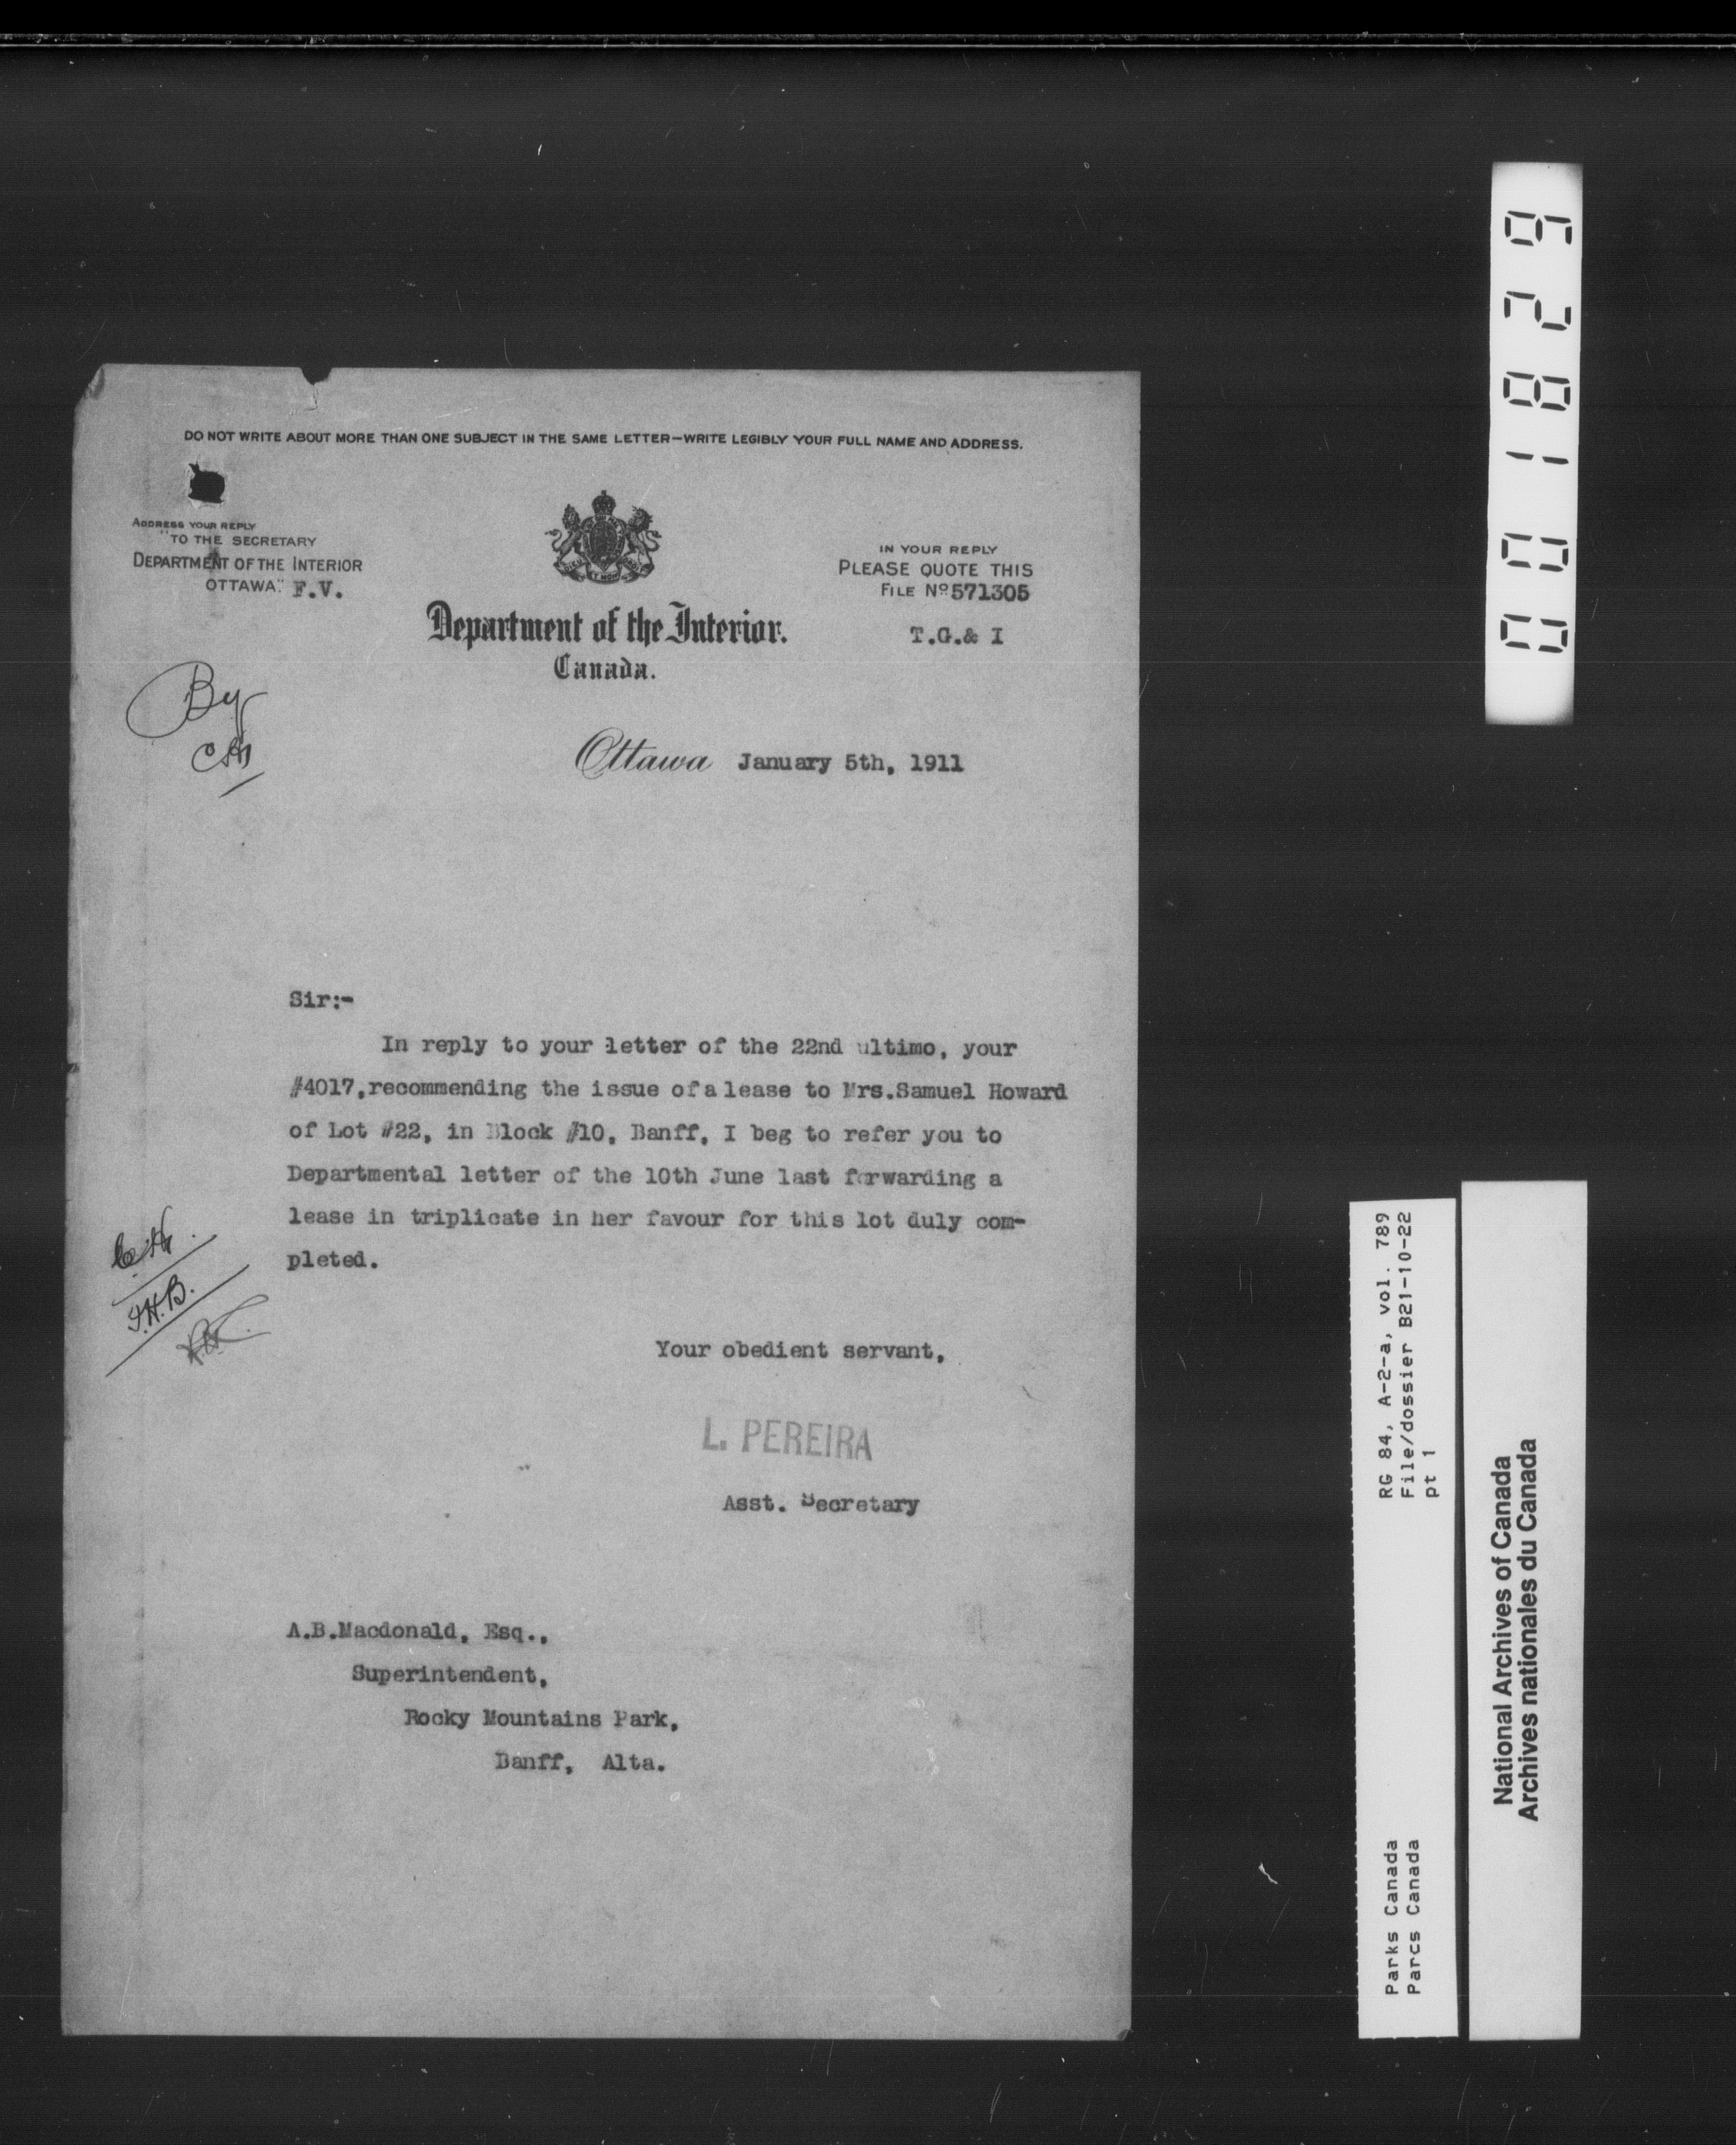 DO NOT WRITE ABOUT MORE THAN ONE SUBJECT IN THE SAME LETTER—WRITE LEGIBLY YOUR FULL NAME AND ADDRESS.
ADDRESS YOUR REPLY
"TO THE SECRETARY
DEPARTMENT OF THE INTERIOR
OTTAWA." F.V.
IN YOUR REPLY
PLEASE QUOTE THIS
FILE No 571305
T.G.& I
Department of the Interior.
Canada.
By
Ottawa January 5th, 1911
Sir:-
In reply to your letter of the 22nd ultimo, your
#4017,recommending the issue of a lease to Mrs.Samuel Howard
of Lot #22, in Block #10, Banff, I beg to refer you to
Departmental letter of the 10th June last forwarding a
lease in triplicate in her favour for this lot duly com-
pleted.
C.H.
F.H.B.
Your obedient servant,
L. PEREIRA
Asst. Secretary
A.B.Macdonald, Esq.,
Superintendent,
Rocky Mountains Park,
Banff, Alta.
001829
RG 84, A-2-a, vol. 789
File/dossier B21-10-22
pt 1
Parks Canada
Parcs Canada
National Archives of Canada
Archives nationales du Canada